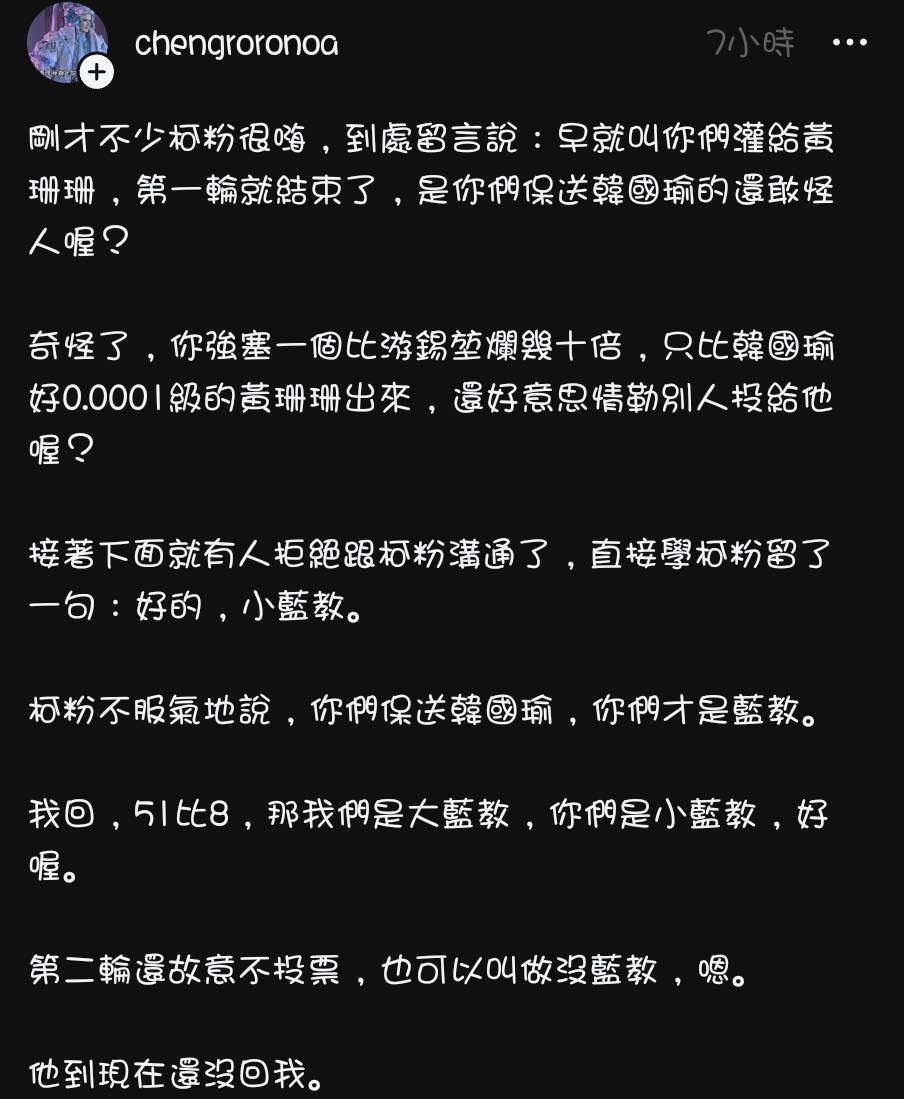 chengroronoa 7小時
剛才不少柯粉很嗨，到處留言說：早就叫你們灌給黃
珊珊，第一輪就結束了，是你們保送韓國瑜的還敢怪
人喔？
奇怪了，你強塞一個比游錫堃爛幾十倍，只比韓國瑜
好0.0001級的黃珊珊出來，還好意思情勒別人投給他
喔？
接著下面就有人拒絕跟柯粉溝通了，直接學柯粉留了
一句：好的，小藍教。
柯粉不服氣地說，你們保送韓國瑜，你們才是藍教。
我回，51比8，那我們是大藍教，你們是小藍教，好
喔。
第二輪還故意不投票，也可以叫做沒藍教，嗯。
他到現在還沒回我。